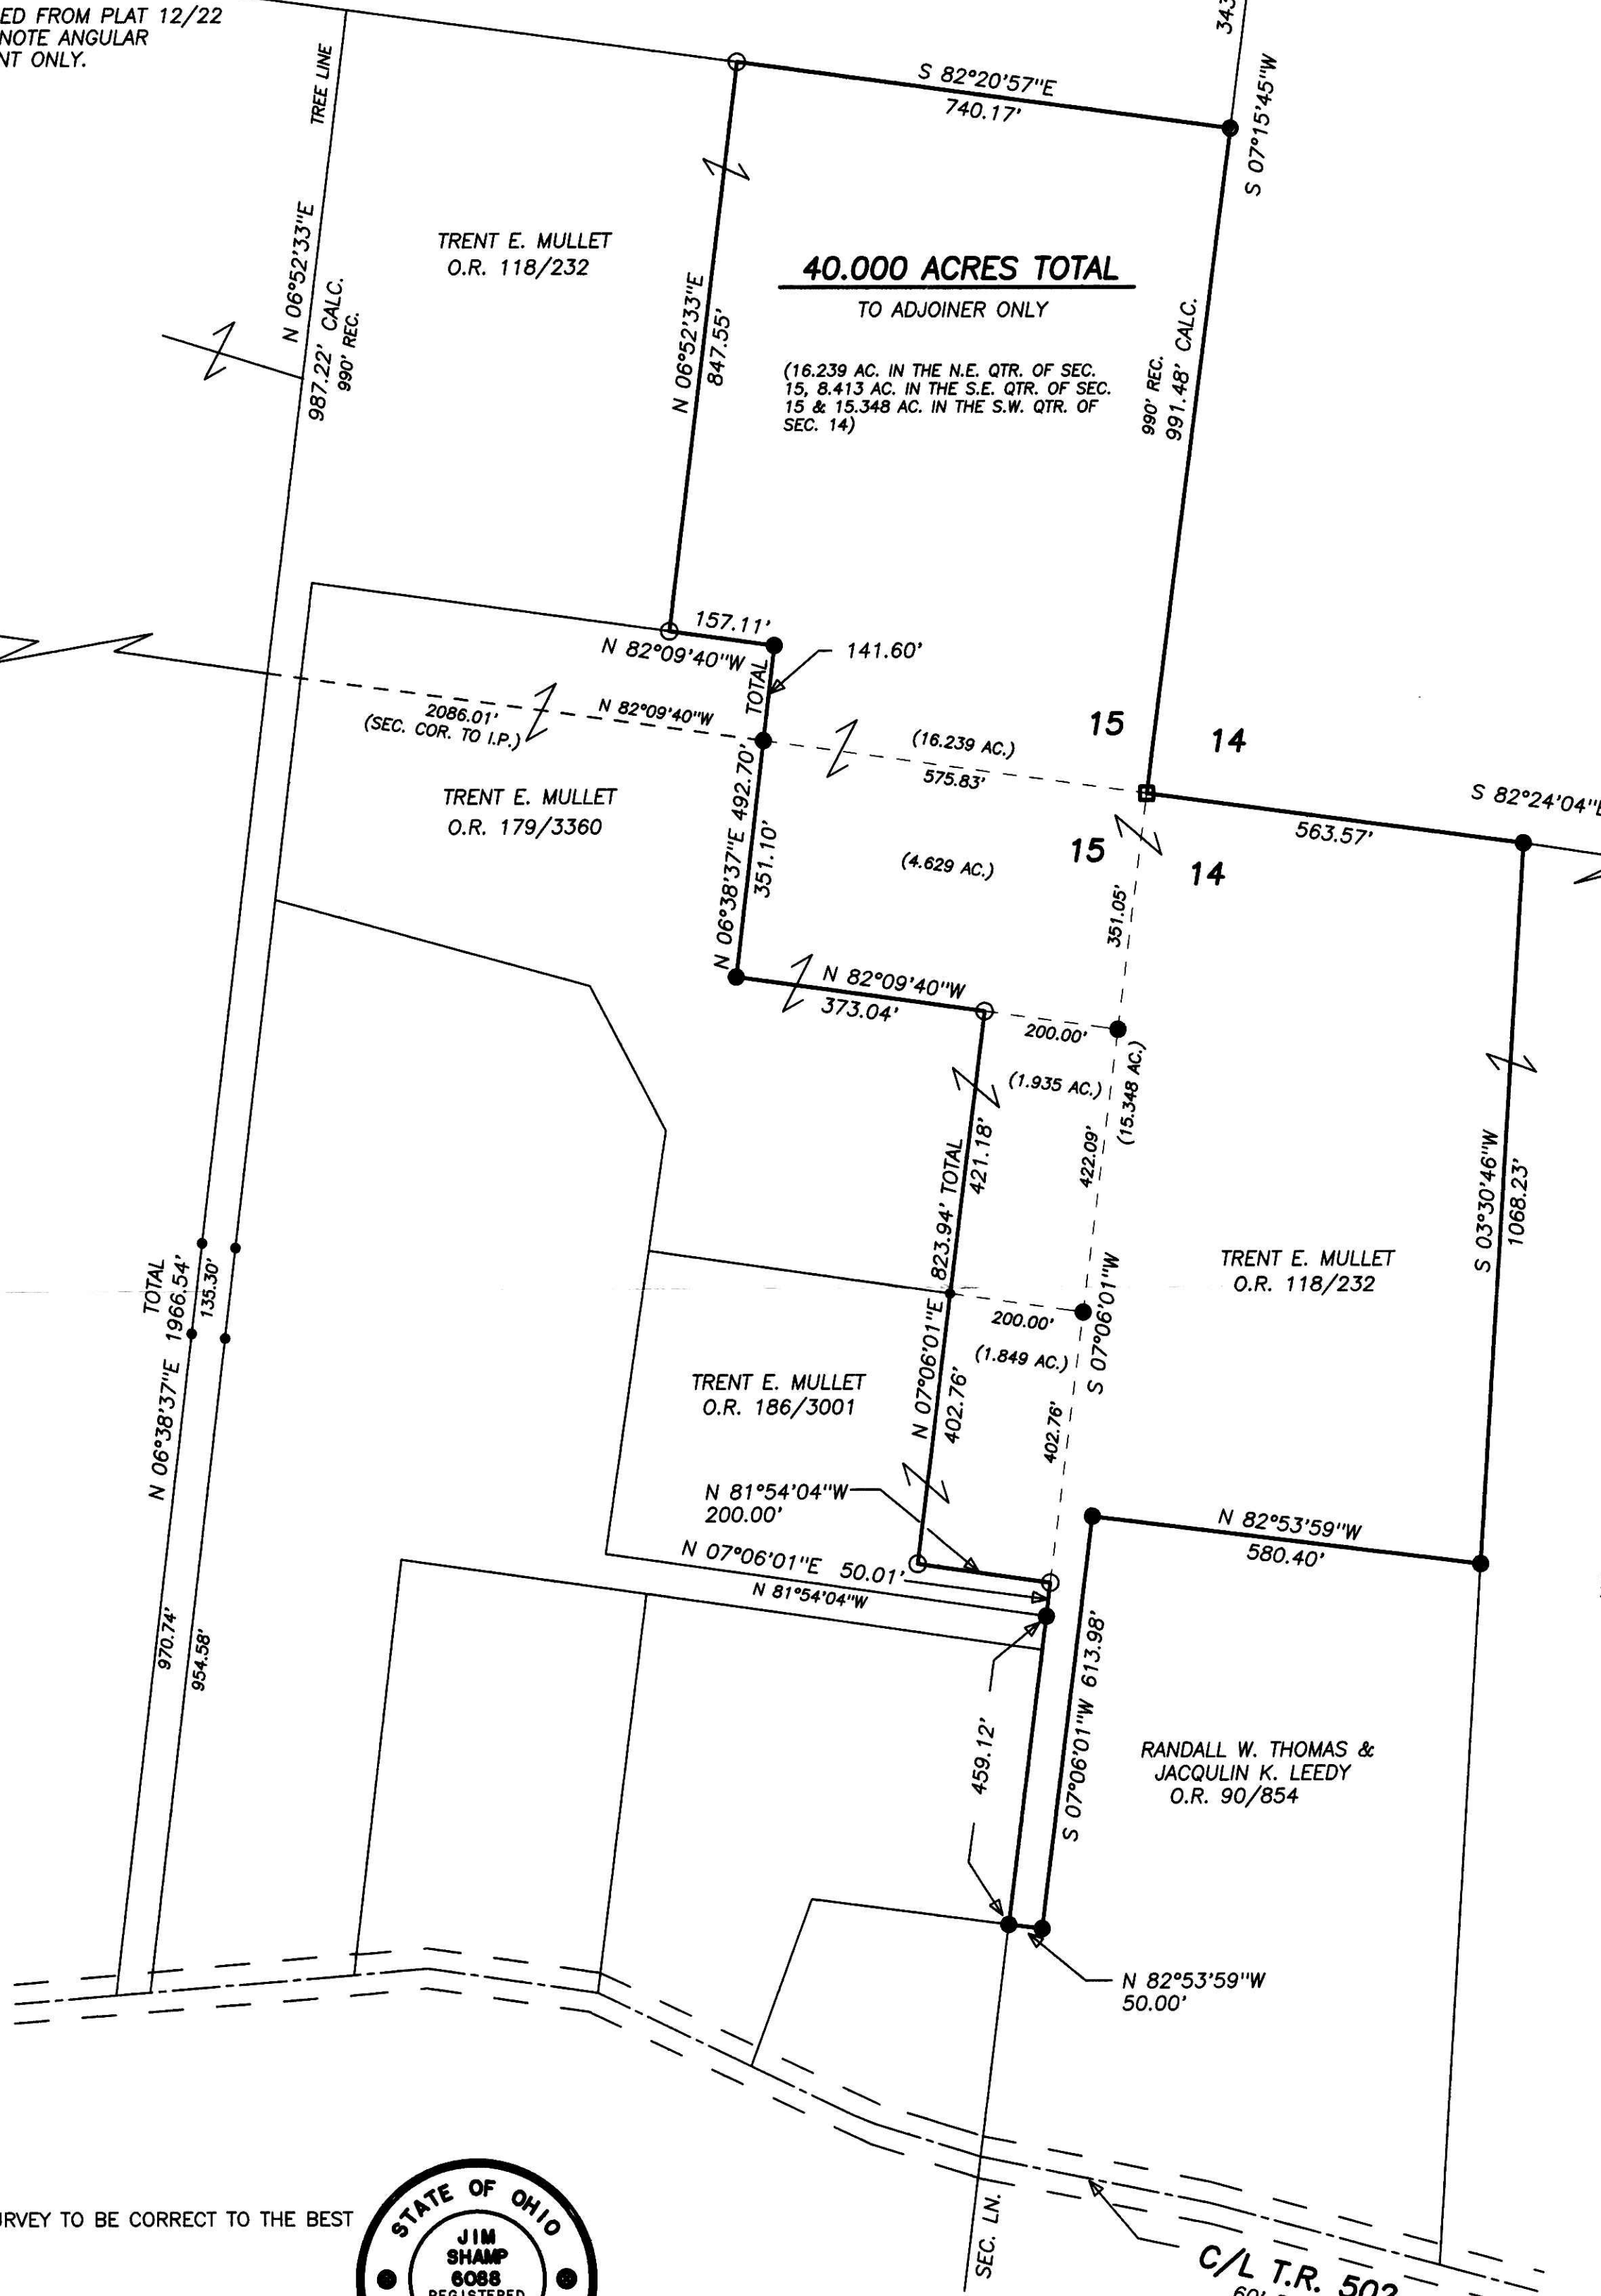 ED FROM PLAT 12/22
NOTE ANGULAR
NT ONLY.
TREE LINE
343
S 82°20'57"E
740.17'
S 07°15'45"W
N 06°52'33"E
987.22' CALC.
990' REC.
TRENT E. MULLET
O.R. 118/232
N 06°52'33"E
847.55'
40.000 ACRES TOTAL
TO ADJOINER ONLY
(16.239 AC. IN THE N.E. QTR. OF SEC.
15, 8.413 AC. IN THE S.E. QTR. OF SEC.
15 & 15.348 AC. IN THE S.W. QTR. OF
SEC. 14)
990' REC.
991.48' CALC.
157.11'
N 82°09'40"W
141.60'
TOTAL
N 06°38'37"E 492.70'
351.10'
2086.01'
(SEC. COR. TO I.P.)
N 82°09'40"W
(16.239 AC.)
575.83'
15
14
15
14
S 82°24'04"E
563.57'
TRENT E. MULLET
O.R. 179/3360
(4.629 AC.)
351.05'
N 82°09'40"W
373.04'
200.00'
(1.935 AC.)
(15.348 AC.)
422.09'
823.94' TOTAL
421.18'
S 03°30'46"W
1068.23'
TRENT E. MULLET
O.R. 118/232
TOTAL
1966.54'
135.30'
N 06°38'37"E
200.00'
(1.849 AC.)
S 07°06'01"W
N 07°06'01"E
402.76'
402.76'
TRENT E. MULLET
O.R. 186/3001
N 81°54'04"W
200.00'
N 07°06'01"E 50.01'
N 81°54'04"W
N 82°53'59"W
580.40'
970.74'
954.58'
459.12'
S 07°06'01"W 613.98'
RANDALL W. THOMAS &
JACQULIN K. LEEDY
O.R. 90/854
N 82°53'59"W
50.00'
SEC. LN.
C/L T.R. 502
60'
URVEY TO BE CORRECT TO THE BEST
STATE OF OHIO
JIM
SHAMP
6088
REGISTERED